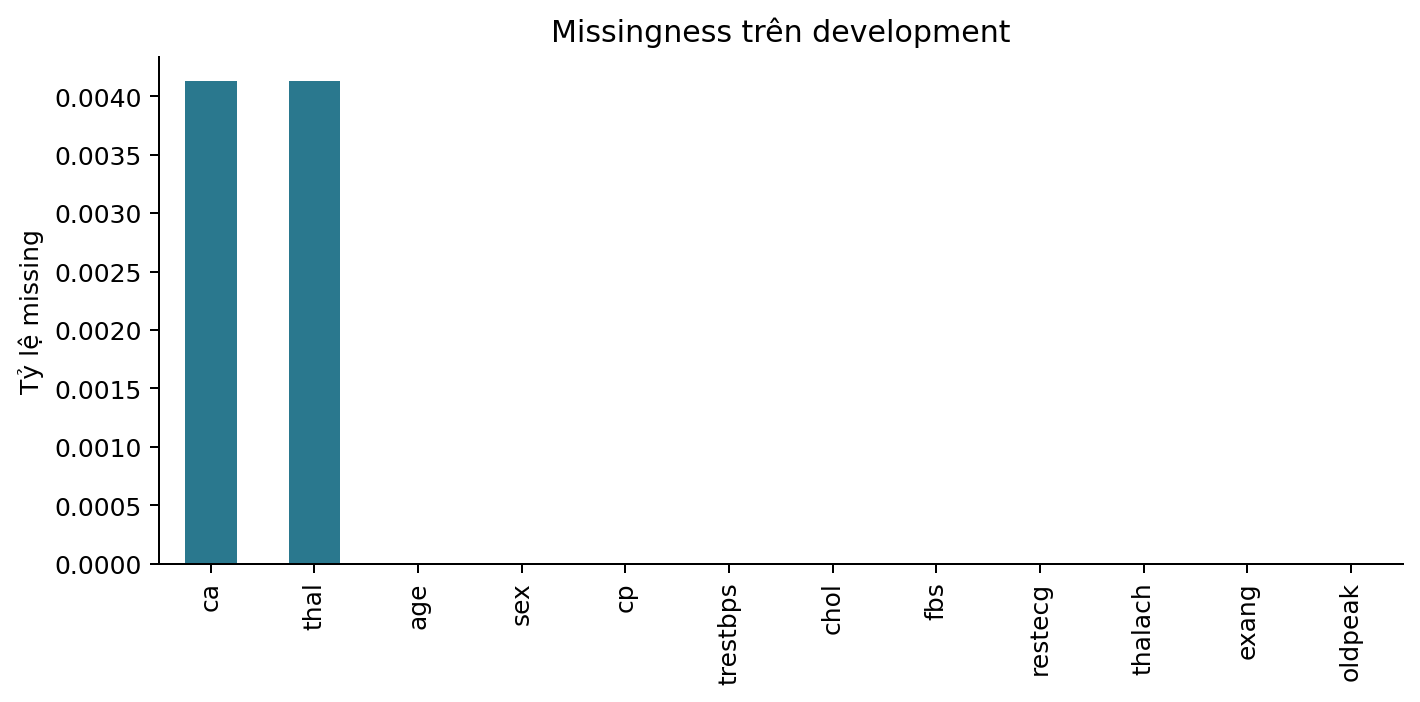 Missingness trên development
Tỷ lệ missing
0.0040
0.0035
0.0030
0.0025
0.0020
0.0015
0.0010
0.0005
0.0000
ca
thal
age
sex
cp
trestbps
chol
fbs
restecg
thalach
exang
oldpeak